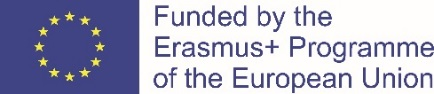 Funded by the
Erasmus+ Programme
of the European Union